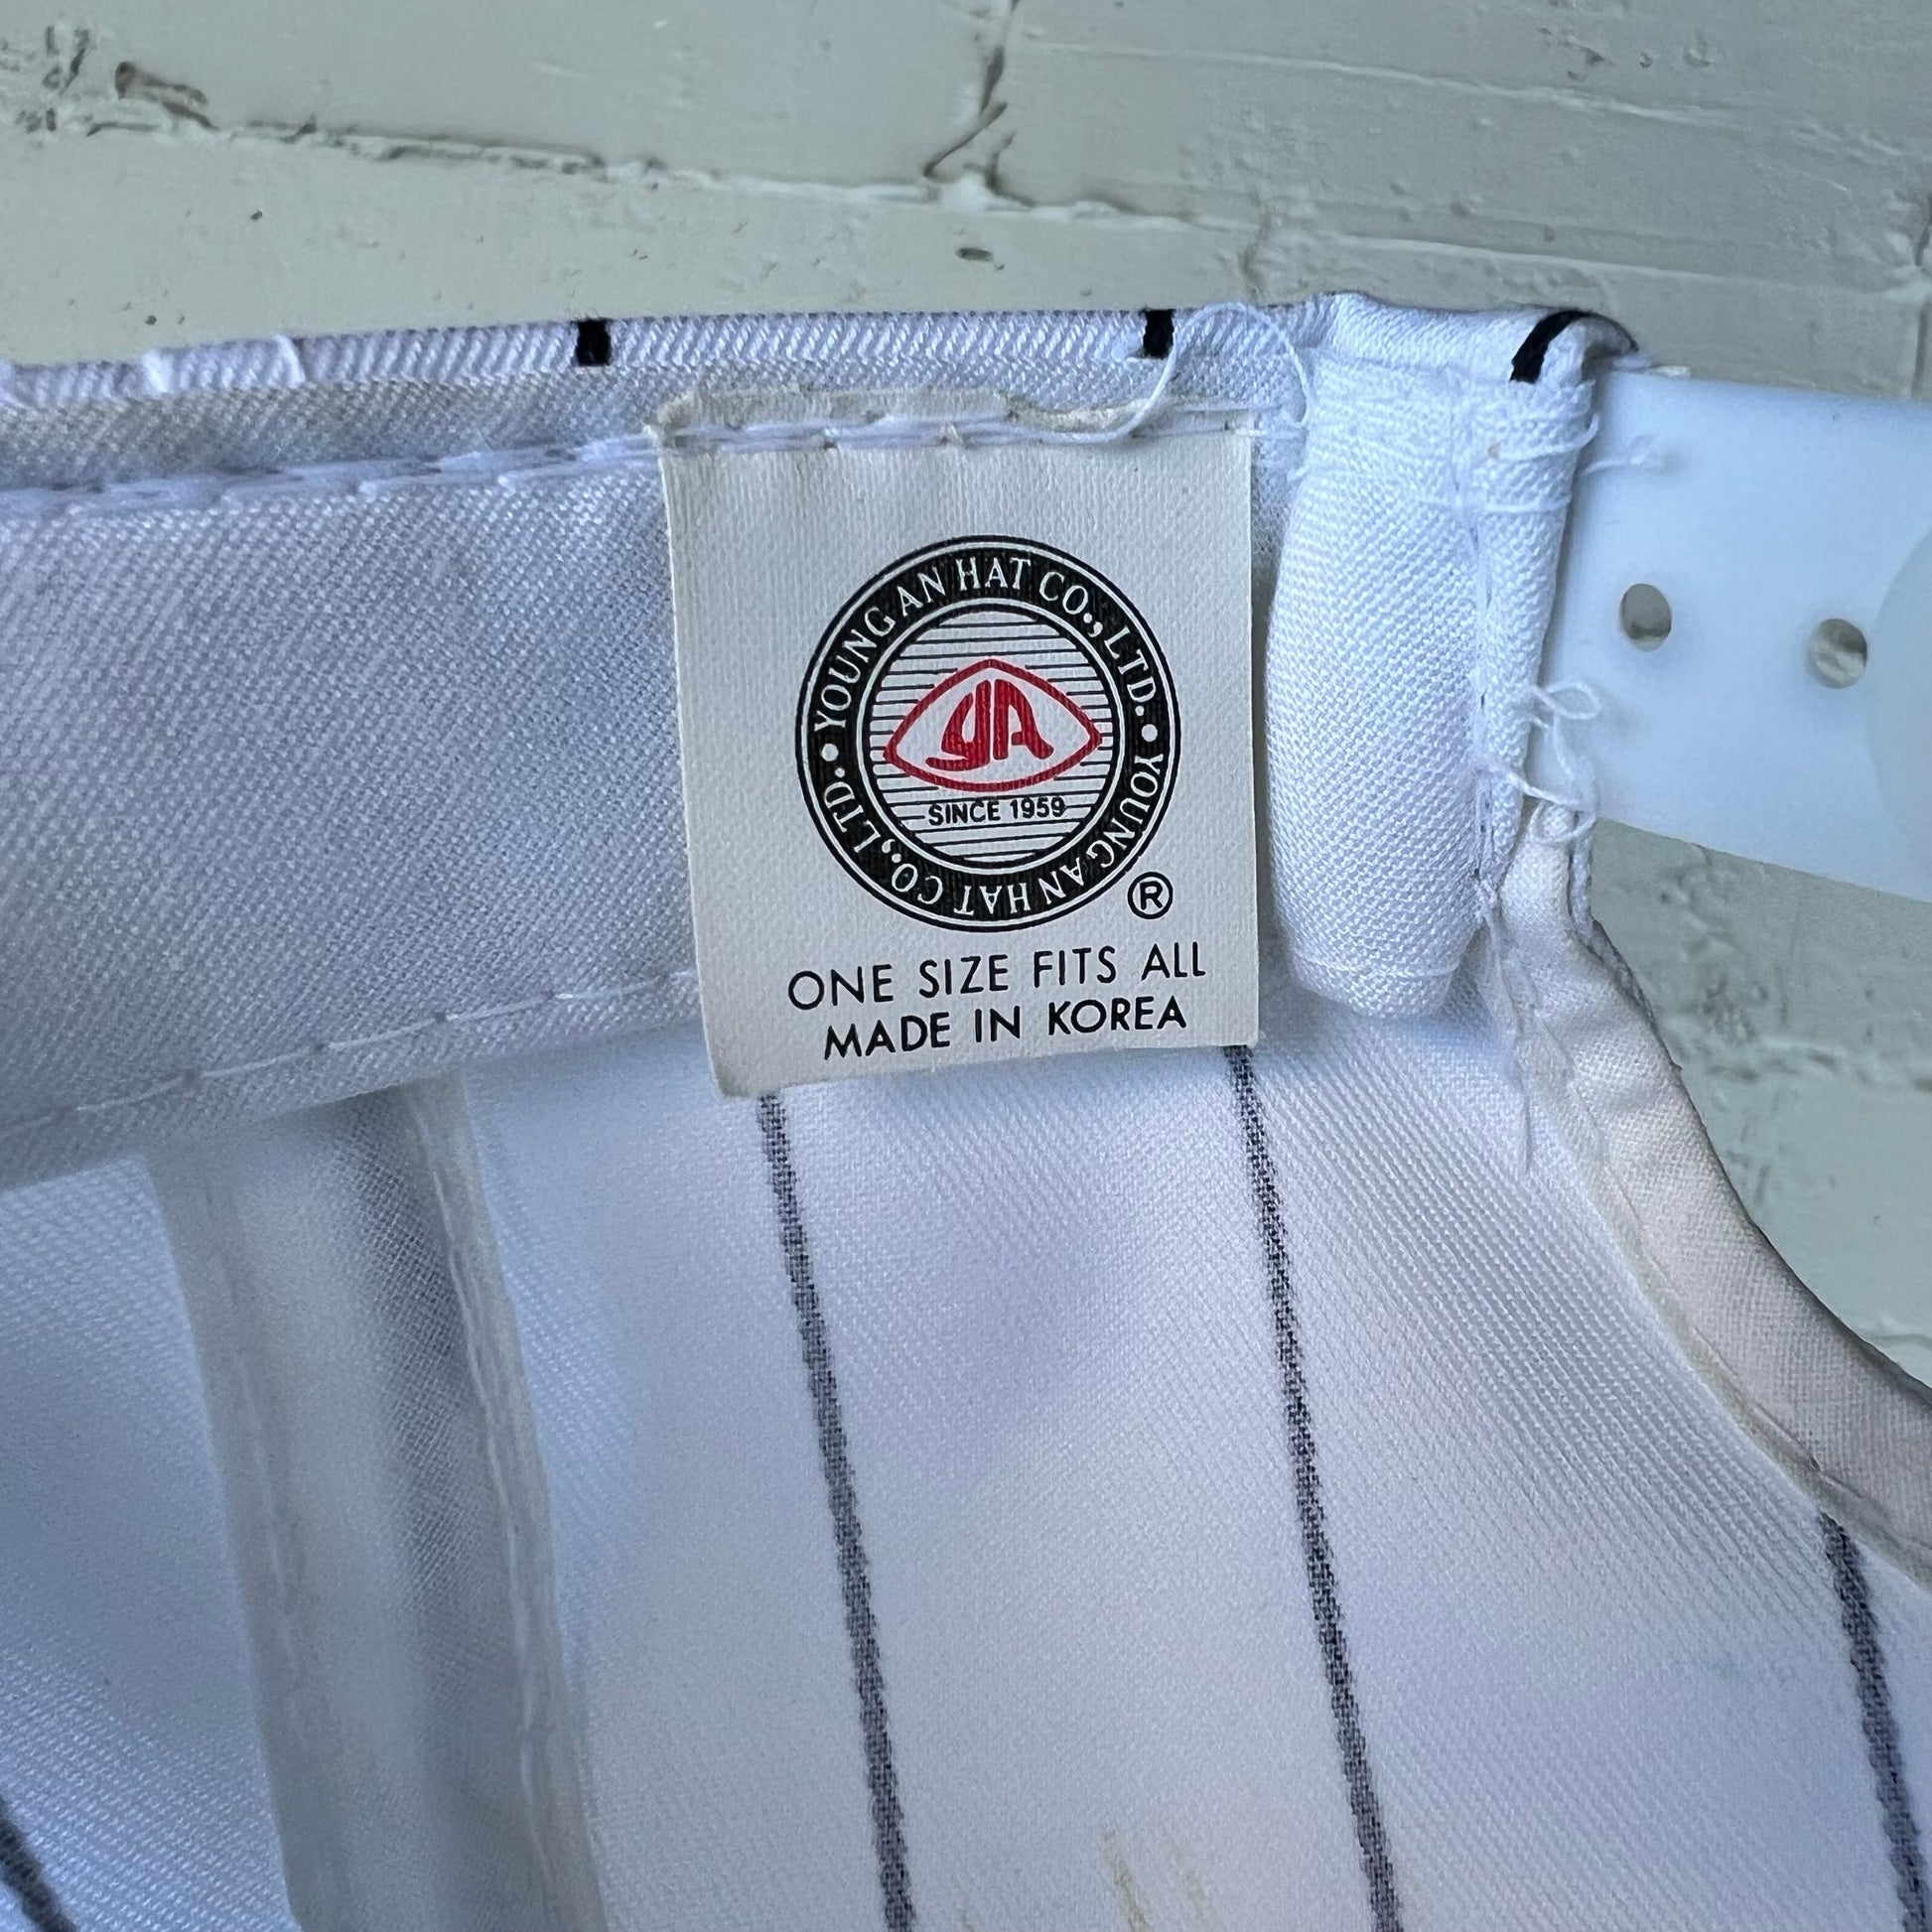 YOUNG AN HAT CO., LTD. • YOUNG AN HAT CO., LTD. •
YA
SINCE 1959
®
ONE SIZE FITS ALL
MADE IN KOREA